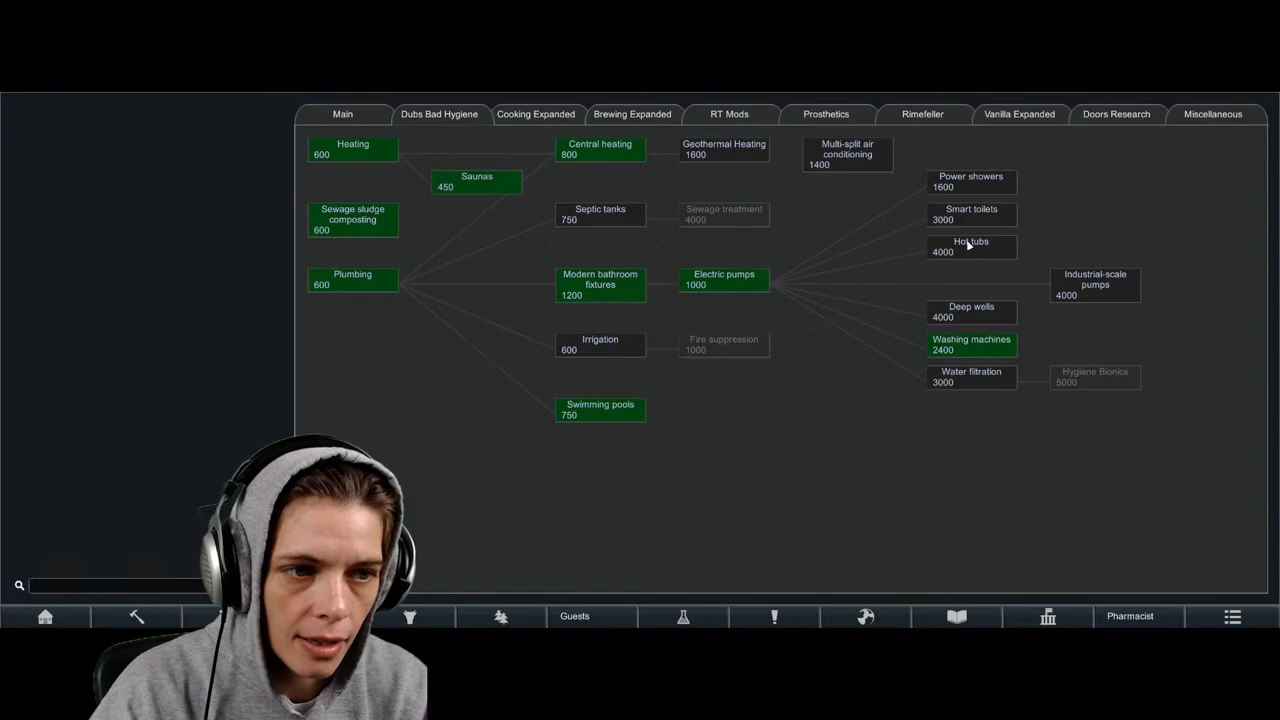 Main
Dubs Bad Hygiene
Cooking Expanded
Brewing Expanded
RT Mods
Prosthetics
Rimefeller
Vanilla Expanded
Doors Research
Miscellaneous
Heating
600
Central heating
800
Geothermal Heating
1600
Multi-split air
conditioning
1400
Saunas
450
Power showers
1600
Sewage sludge
composting
600
Septic tanks
750
Sewage treatment
4000
Smart toilets
3000
Hot tubs
4000
Plumbing
600
Modern bathroom
fixtures
1200
Electric pumps
1000
Industrial-scale
pumps
4000
Deep wells
4000
Irrigation
600
Fire suppression
1000
Washing machines
2400
Water filtration
3000
Hygiene Bionics
5000
Swimming pools
750
Guests
Pharmacist